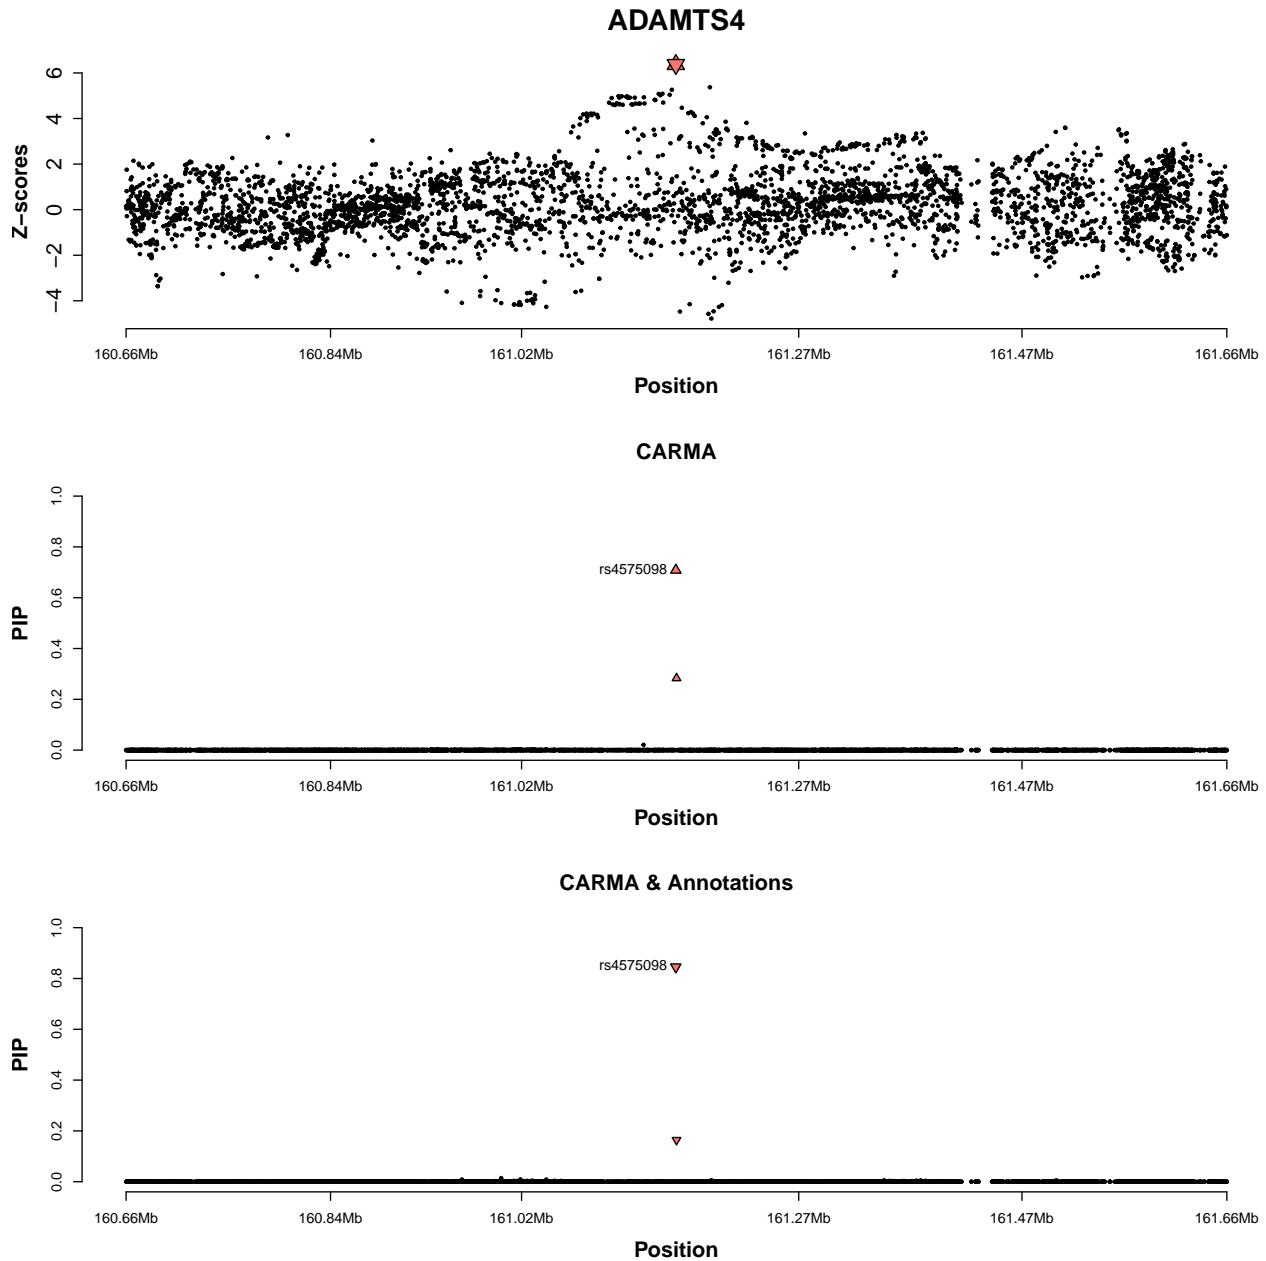 ADAMTS4
6
4
2
0
−2
−4
Z−scores
160.66Mb 160.84Mb 161.02Mb 161.27Mb 161.47Mb 161.66Mb
Position
CARMA
1.0
0.8
0.6
0.4
0.2
0.0
PIP
rs4575098
160.66Mb 160.84Mb 161.02Mb 161.27Mb 161.47Mb 161.66Mb
Position
CARMA & Annotations
1.0
0.8
0.6
0.4
0.2
0.0
PIP
rs4575098
160.66Mb 160.84Mb 161.02Mb 161.27Mb 161.47Mb 161.66Mb
Position